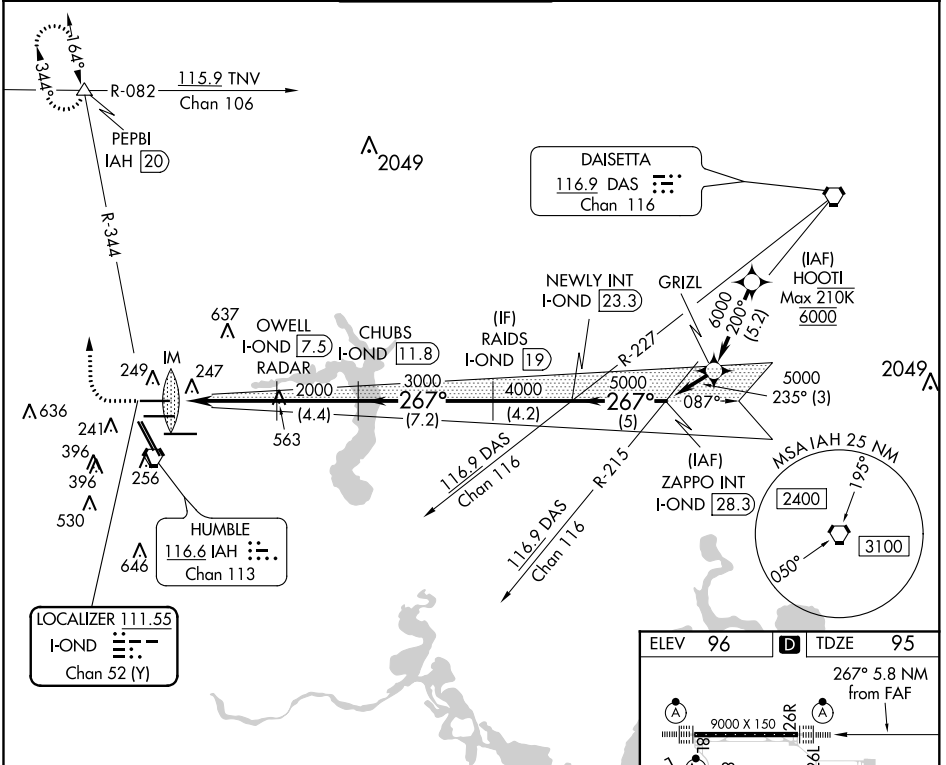 164°
344°
R-082
115.9 TNV
Chan 106
PEPBI
IAH 20
R-344
2049
DAISETTA
116.9 DAS
Chan 116
(IAF)
HOOTI
Max 210K
6000
6000
200°
(5.2)
GRIZL
NEWLY INT
I-OND 23.3
R-227
(IF)
RAIDS
I-OND 19
CHUBS
I-OND 11.8
637
OWELL
I-OND 7.5
RADAR
IM
249
247
2000
(4.4)
3000
267°
(7.2)
4000
(4.2)
5000
267°
(5)
087°
5000
235° (3)
2049
636
241
396
396
256
530
646
563
116.9 DAS
Chan 116
R-215
116.9 DAS
Chan 116
(IAF)
ZAPPO INT
I-OND 28.3
MSA IAH 25 NM
195°
2400
3100
050°
HUMBLE
116.6 IAH
Chan 113
LOCALIZER 111.55
I-OND
Chan 52 (Y)
ELEV 96
D
TDZE 95
267° 5.8 NM
from FAF
A
A
9000 X 150
26R
26L